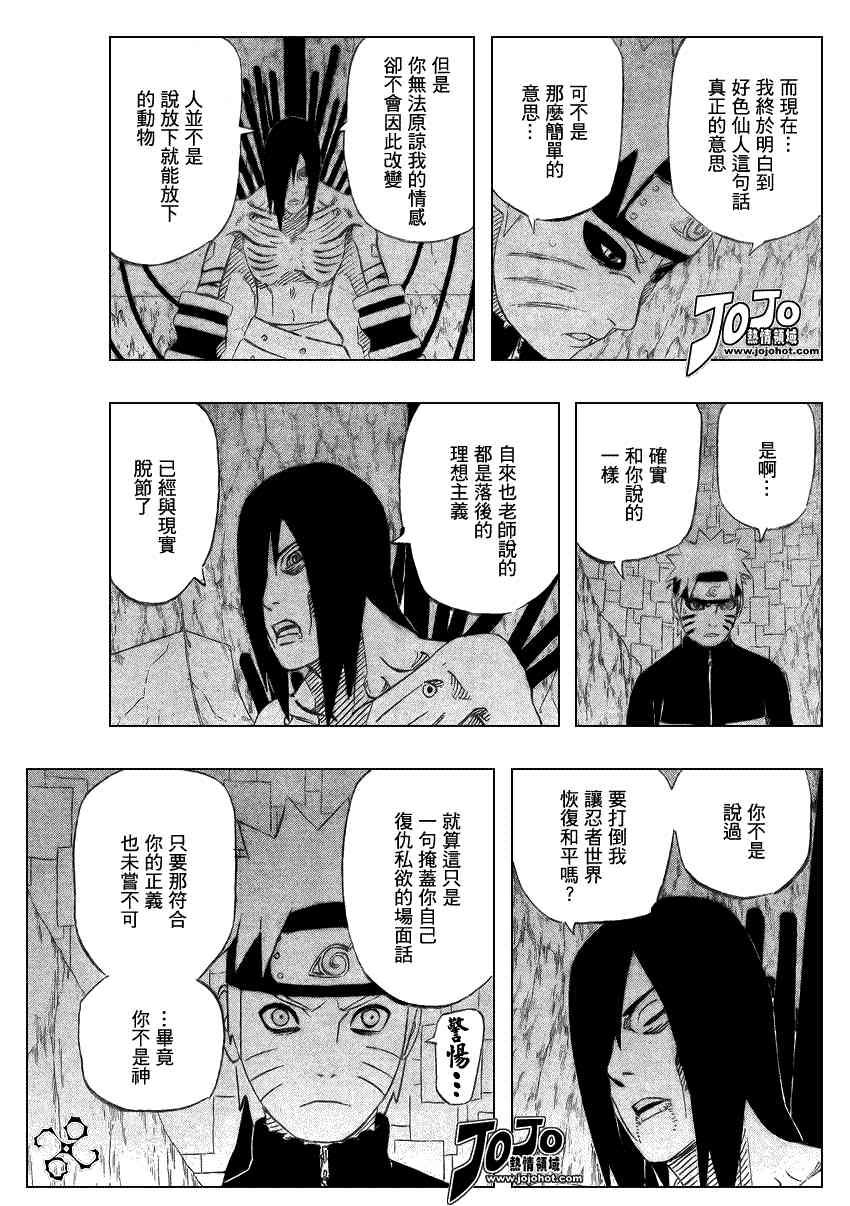 而現在…
我終於明白到
好色仙人這句話
真正的意思
可不是
那麼簡單的
意思…
但是
你無法原諒我的情感
卻不會因此改變
人並不是
說放下就能放下
的動物
JOJO
熱情領域
www.jojohot.com
是啊…
確實
和你說的
一樣
自來也老師說的
都是落後的
理想主義
已經與現實
脫節了
你不是
說過
要打倒我
讓忍者世界
恢復和平嗎?
就算這只是
一句掩蓋你自己
復仇私欲的場面話
只要那符合
你的正義
也未嘗不可
…畢竟
你不是神
警惕…
JOJO
熱情領域
www.jojohot.com